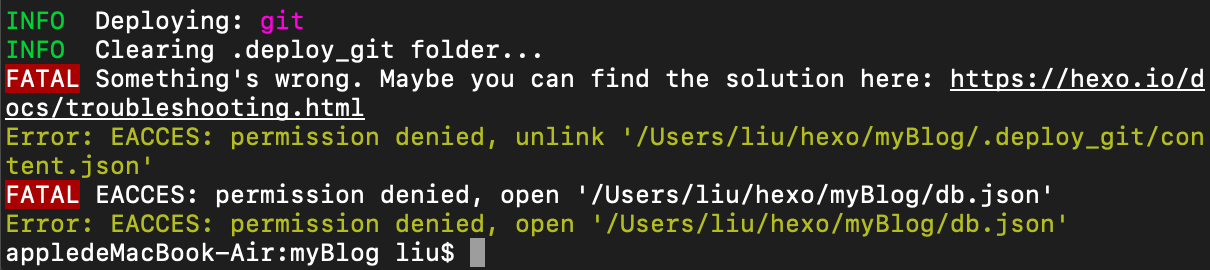 INFO  Deploying: git
INFO  Clearing .deploy_git folder...
FATAL Something's wrong. Maybe you can find the solution here: https://hexo.io/d
ocs/troubleshooting.html
Error: EACCES: permission denied, unlink '/Users/liu/hexo/myBlog/.deploy_git/con
tent.json'
FATAL EACCES: permission denied, open '/Users/liu/hexo/myBlog/db.json'
Error: EACCES: permission denied, open '/Users/liu/hexo/myBlog/db.json'
appledeMacBook-Air:myBlog liu$